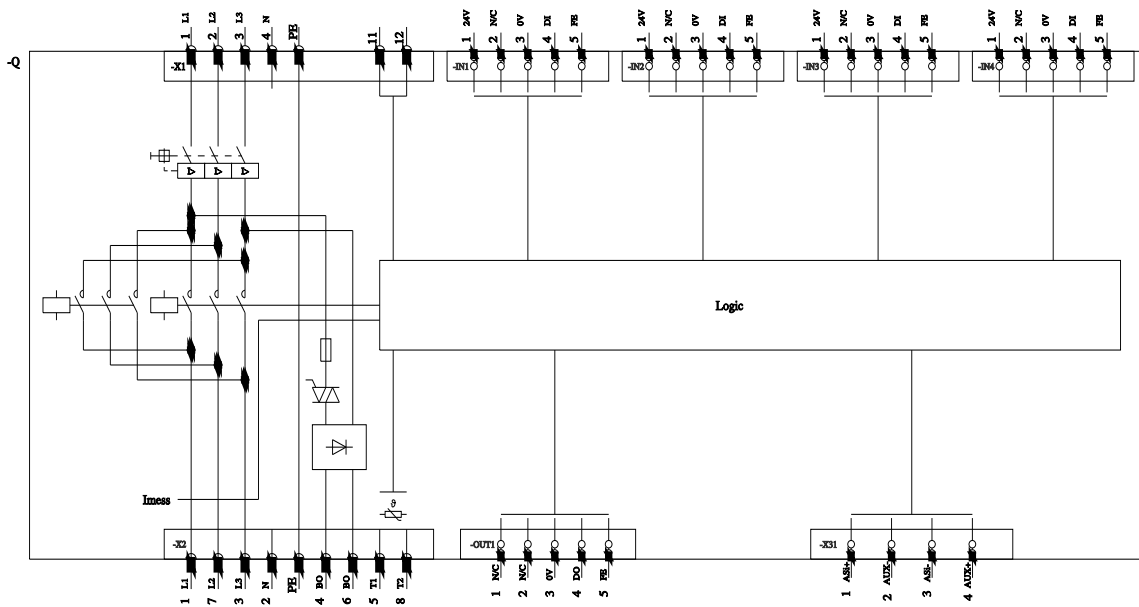 1 L1
2 L2
3 L3
4 N
PE
11
12
1 24V
2 N/C
3 0V
4 DI
5 FE
1 24V
2 N/C
3 0V
4 DI
5 FE
1 24V
2 N/C
3 0V
4 DI
5 FE
1 24V
2 N/C
3 0V
4 DI
5 FE
-Q
-X1
-IN1
-IN2
-IN3
-IN4
Logic
Imess
ϑ
-X2
-OUT1
-X31
1 L1
7 L2
3 L3
2 N
PE
4 BO
6 BO
5 T1
8 T2
1 N/C
2 N/C
3 0V
4 DO
5 FE
1 ASi+
2 AUX-
3 ASi-
4 AUX+